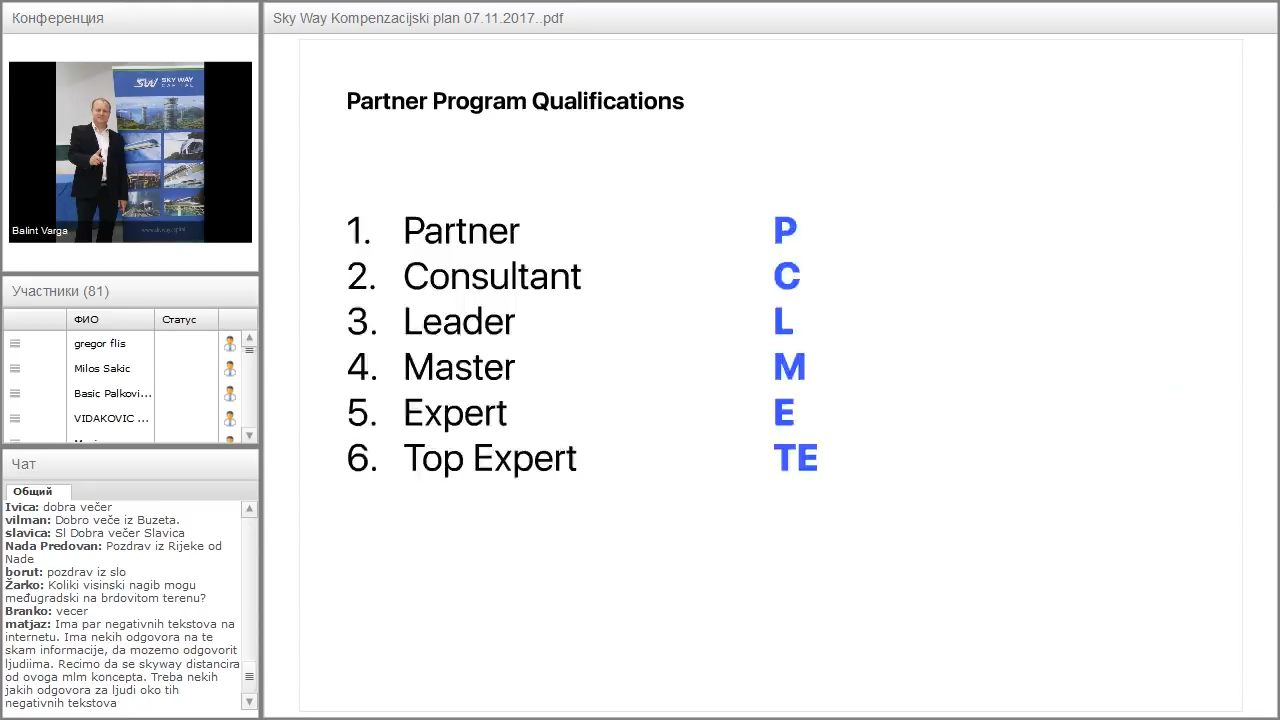 Конференция
SKY WAY
CAPITAL
Balint Varga
Участники (81)
ФИО Статус
gregor flis
Milos Sakic
Basic Palkovi...
VIDAKOVIC ...
Чат
Общий
Ivica: dobra večer
vilman: Dobro veče iz Buzeta.
slavica: Sl Dobra večer Slavica
Nada Predovan: Pozdrav iz Rijeke od
Nade
borut: pozdrav iz slo
Žarko: Koliki visinski nagib mogu
međugradski na brdovitom terenu?
Branko: vecer
matjaz: Ima par negativnih tekstova na
internetu. Ima nekih odgovora na te
skam informacije, da mozemo odgovorit
ljudiima. Recimo da se skyway distancira
od ovoga mlm koncepta. Treba nekih
jakih odgovora za ljudi oko tih
negativnih tekstova
Sky Way Kompenzacijski plan 07.11.2017..pdf
Partner Program Qualifications
1. Partner P
2. Consultant C
3. Leader L
4. Master M
5. Expert E
6. Top Expert TE